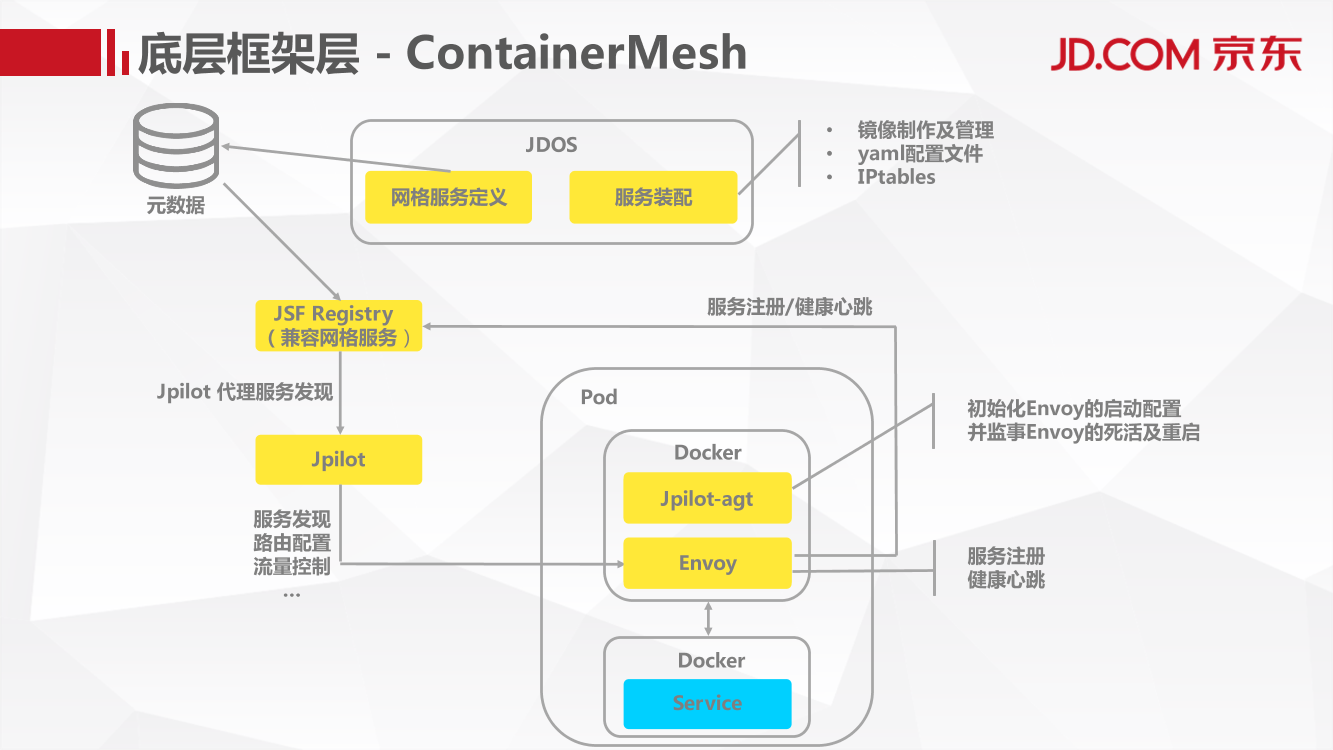 底层框架层 - ContainerMesh
JD.COM 京东
元数据
JDOS
网格服务定义
服务装配
• 镜像制作及管理
• yaml配置文件
• IPtables
JSF Registry
（兼容网格服务）
服务注册/健康心跳
Jpilot 代理服务发现
Jpilot
服务发现
路由配置
流量控制
...
Pod
Docker
Jpilot-agt
Envoy
初始化Envoy的启动配置
并监事Envoy的死活及重启
服务注册
健康心跳
Docker
Service